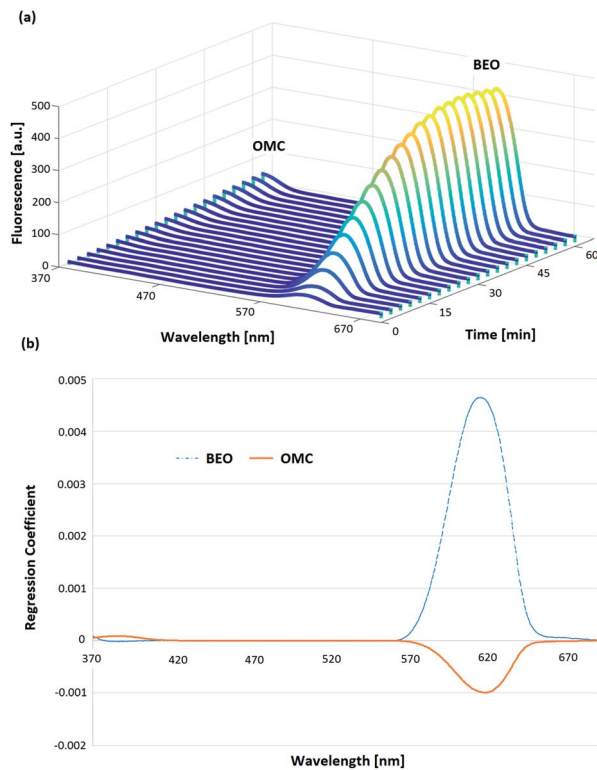 (a)
BEO
OMC
500
400
300
200
100
0
Fluorescence [a.u.]
370
470
570
670
Wavelength [nm]
0
15
30
45
60
Time [min]
(b)
0.005
0.004
0.003
0.002
0.001
0
-0.001
-0.002
Regression Coefficient
BEO OMC
370 420 470 520 570 620 670
Wavelength [nm]